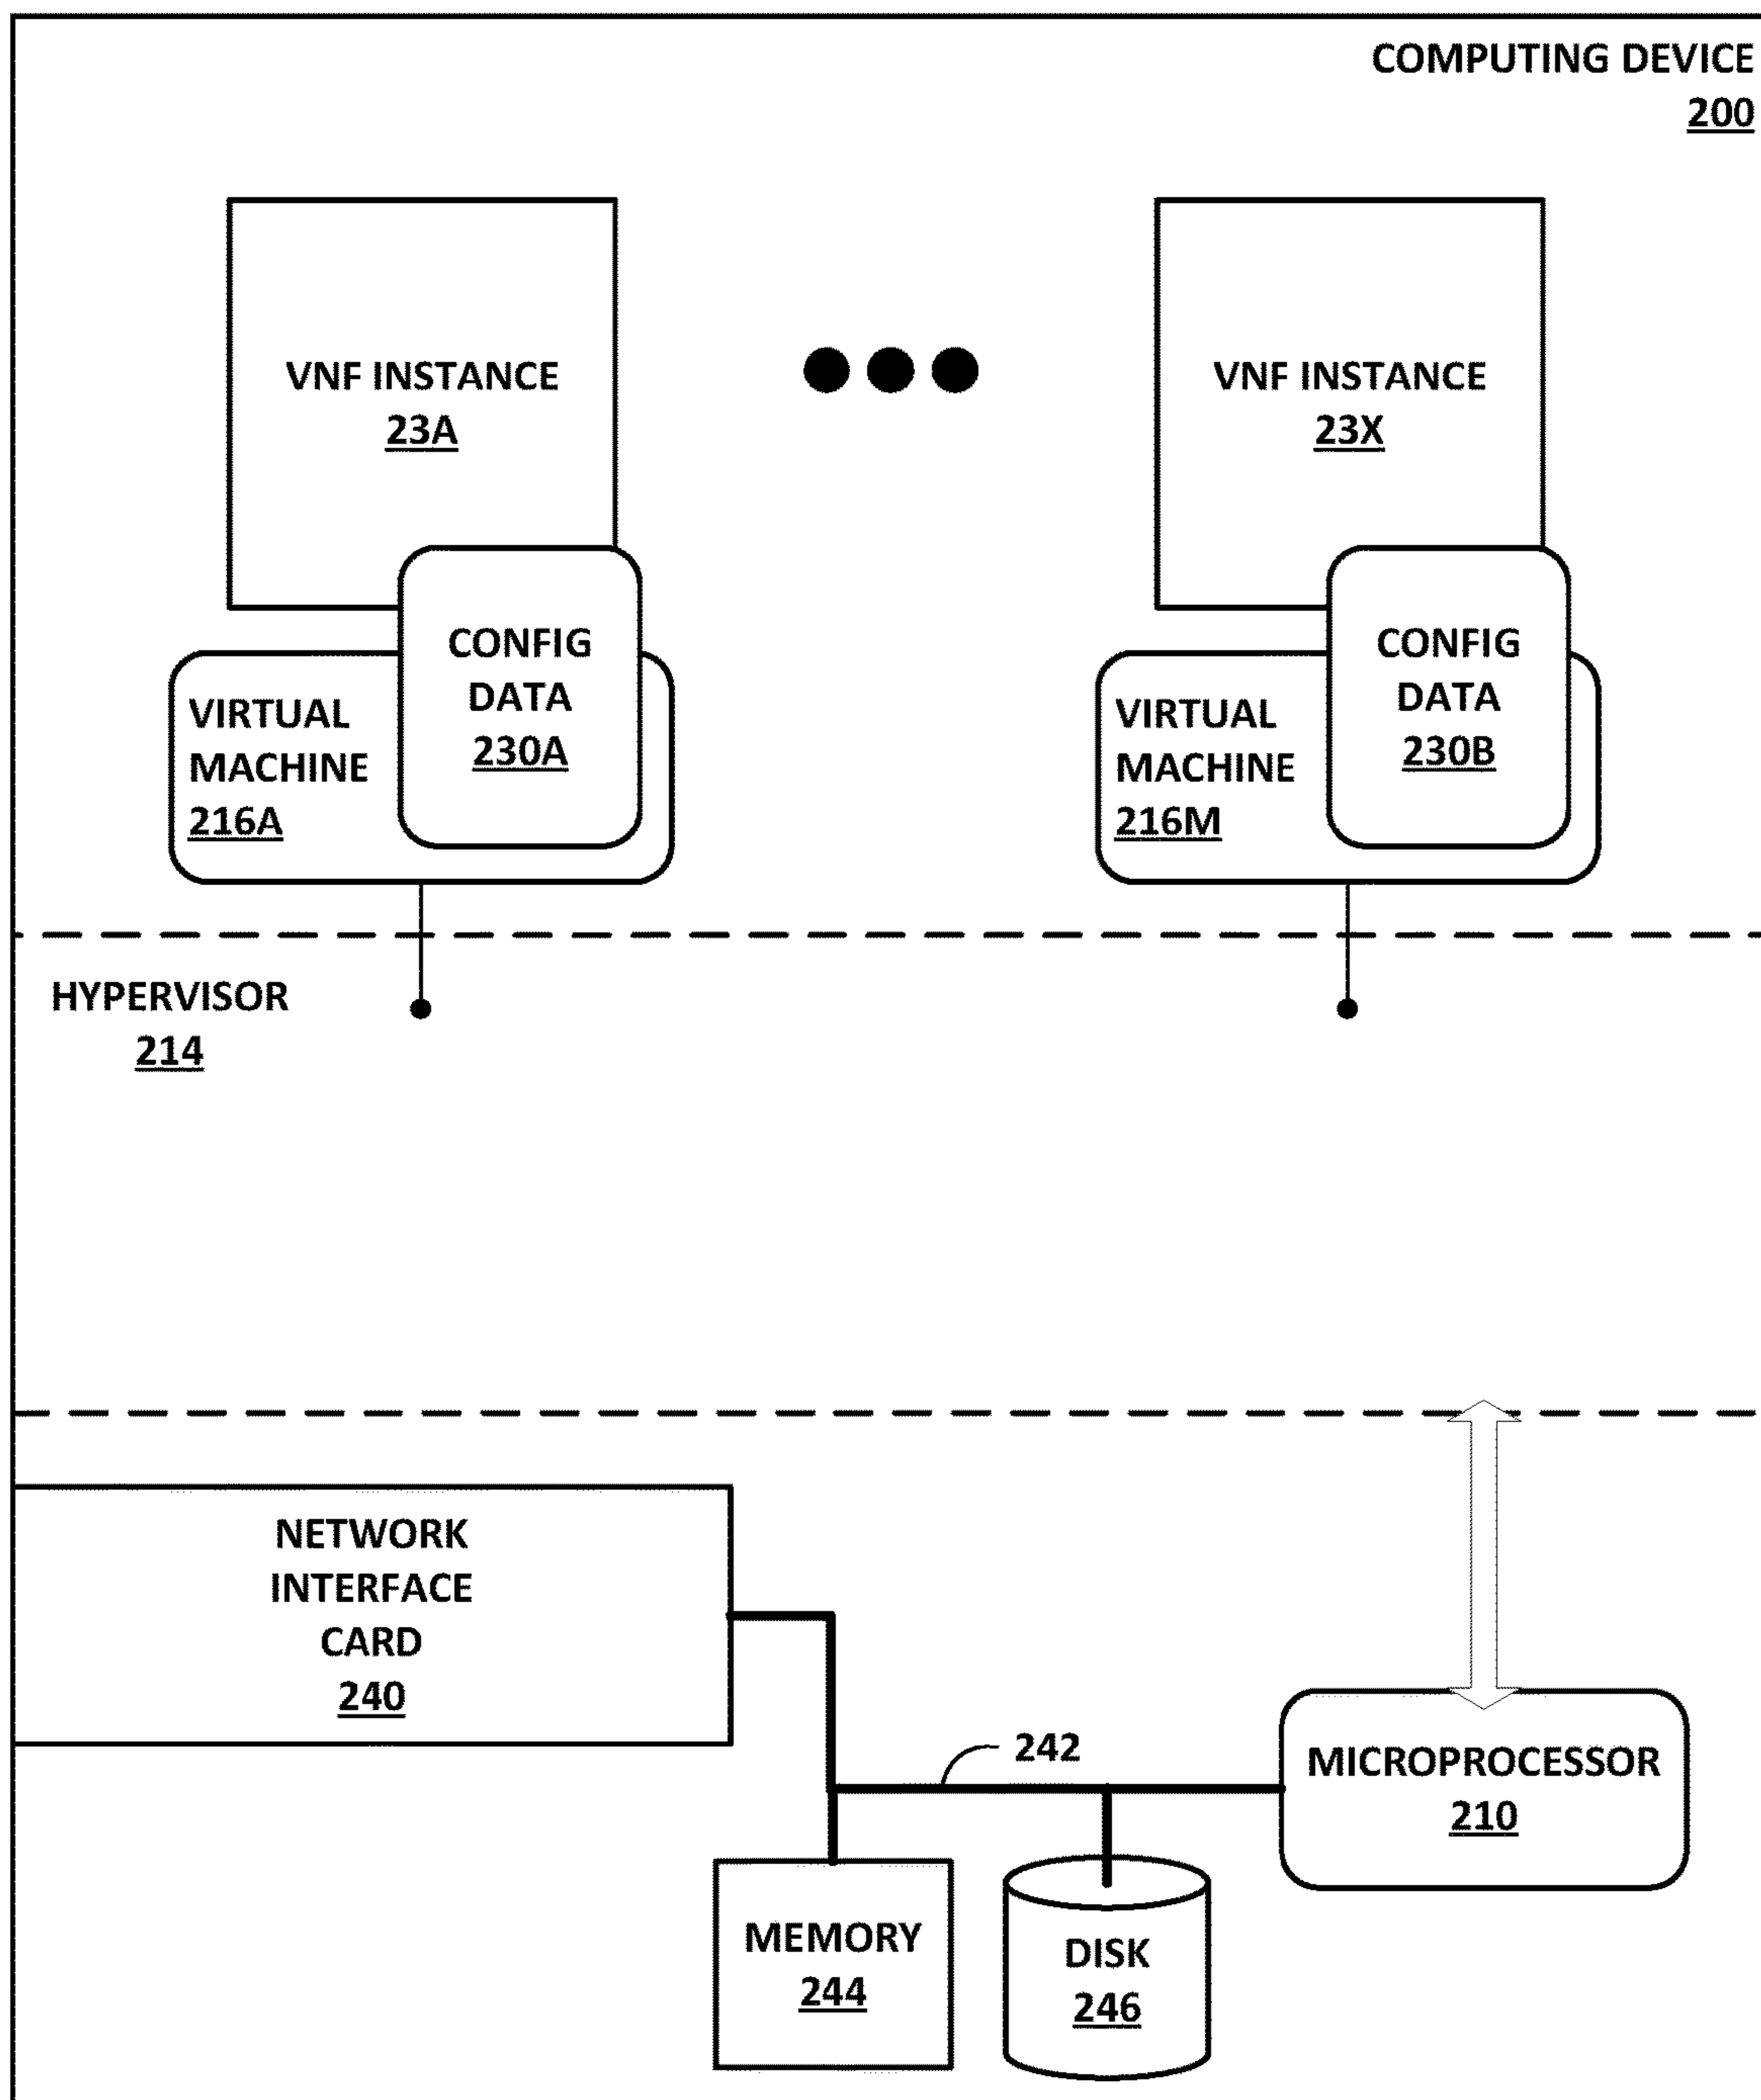 COMPUTING DEVICE
200
VNF INSTANCE
23A
VNF INSTANCE
23X
CONFIG
DATA
230A
VIRTUAL
MACHINE
216A
CONFIG
DATA
230B
VIRTUAL
MACHINE
216M
HYPERVISOR
214
NETWORK
INTERFACE
CARD
240
242
MICROPROCESSOR
210
MEMORY
244
DISK
246